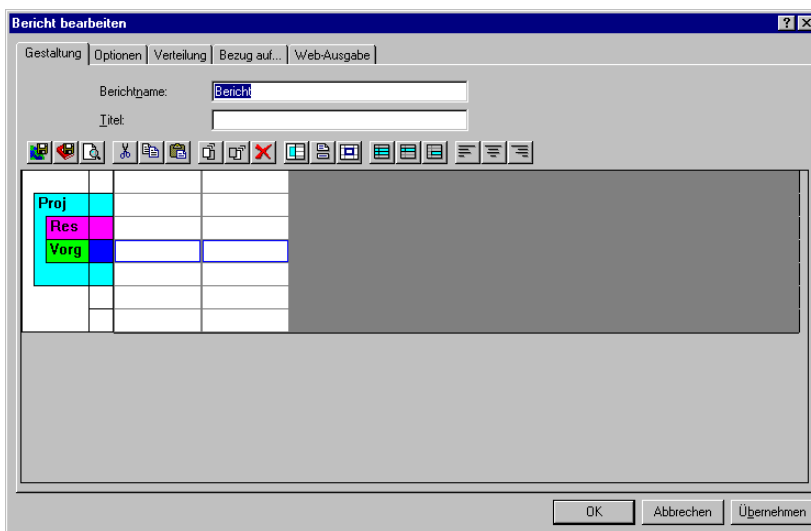 Bericht bearbeiten
Gestaltung Optionen Verteilung Bezug auf... Web-Ausgabe
Berichtname: Bericht
Titel:
Proj
Res
Vorg
OK Abbrechen Übernehmen